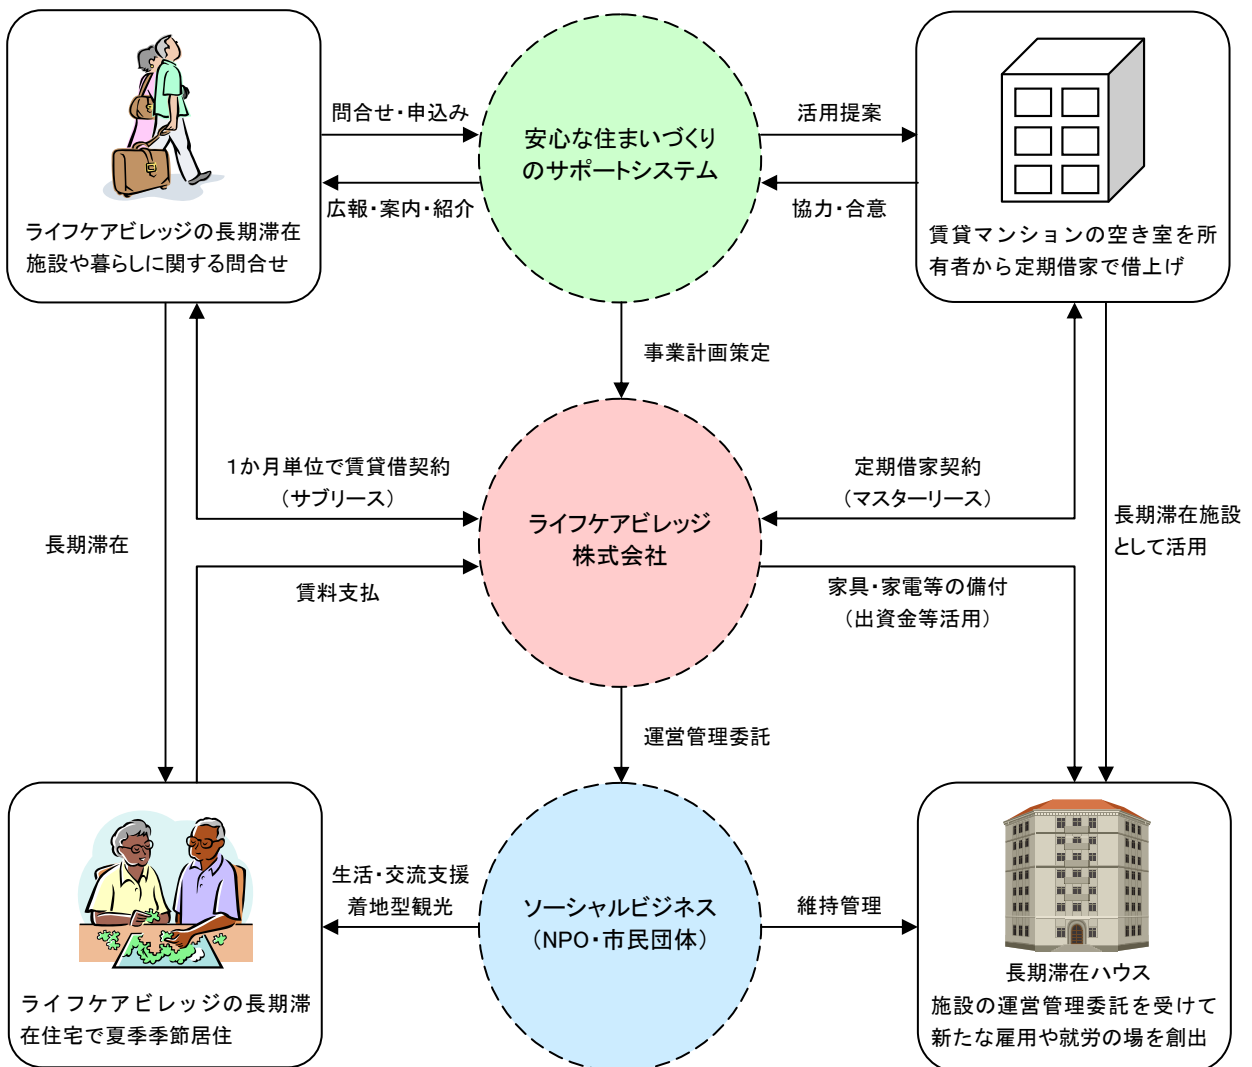 問合せ・申込み
安心な住まいづくり
のサポートシステム
活用提案
広報・案内・紹介
協力・合意
ライフケアビレッジの長期滞在
施設や暮らしに関する問合せ
賃貸マンションの空き室を所
有者から定期借家で借上げ
事業計画策定
1か月単位で賃貸借契約
（サブリース）
定期借家契約
（マスターリース）
ライフケアビレッジ
株式会社
長期滞在
長期滞在施設
として活用
賃料支払
家具・家電等の備付
（出資金等活用）
運営管理委託
生活・交流支援
着地型観光
ソーシャルビジネス
（NPO・市民団体）
維持管理
ライフケアビレッジの長期滞
在住宅で夏季季節居住
長期滞在ハウス
施設の運営管理委託を受けて
新たな雇用や就労の場を創出